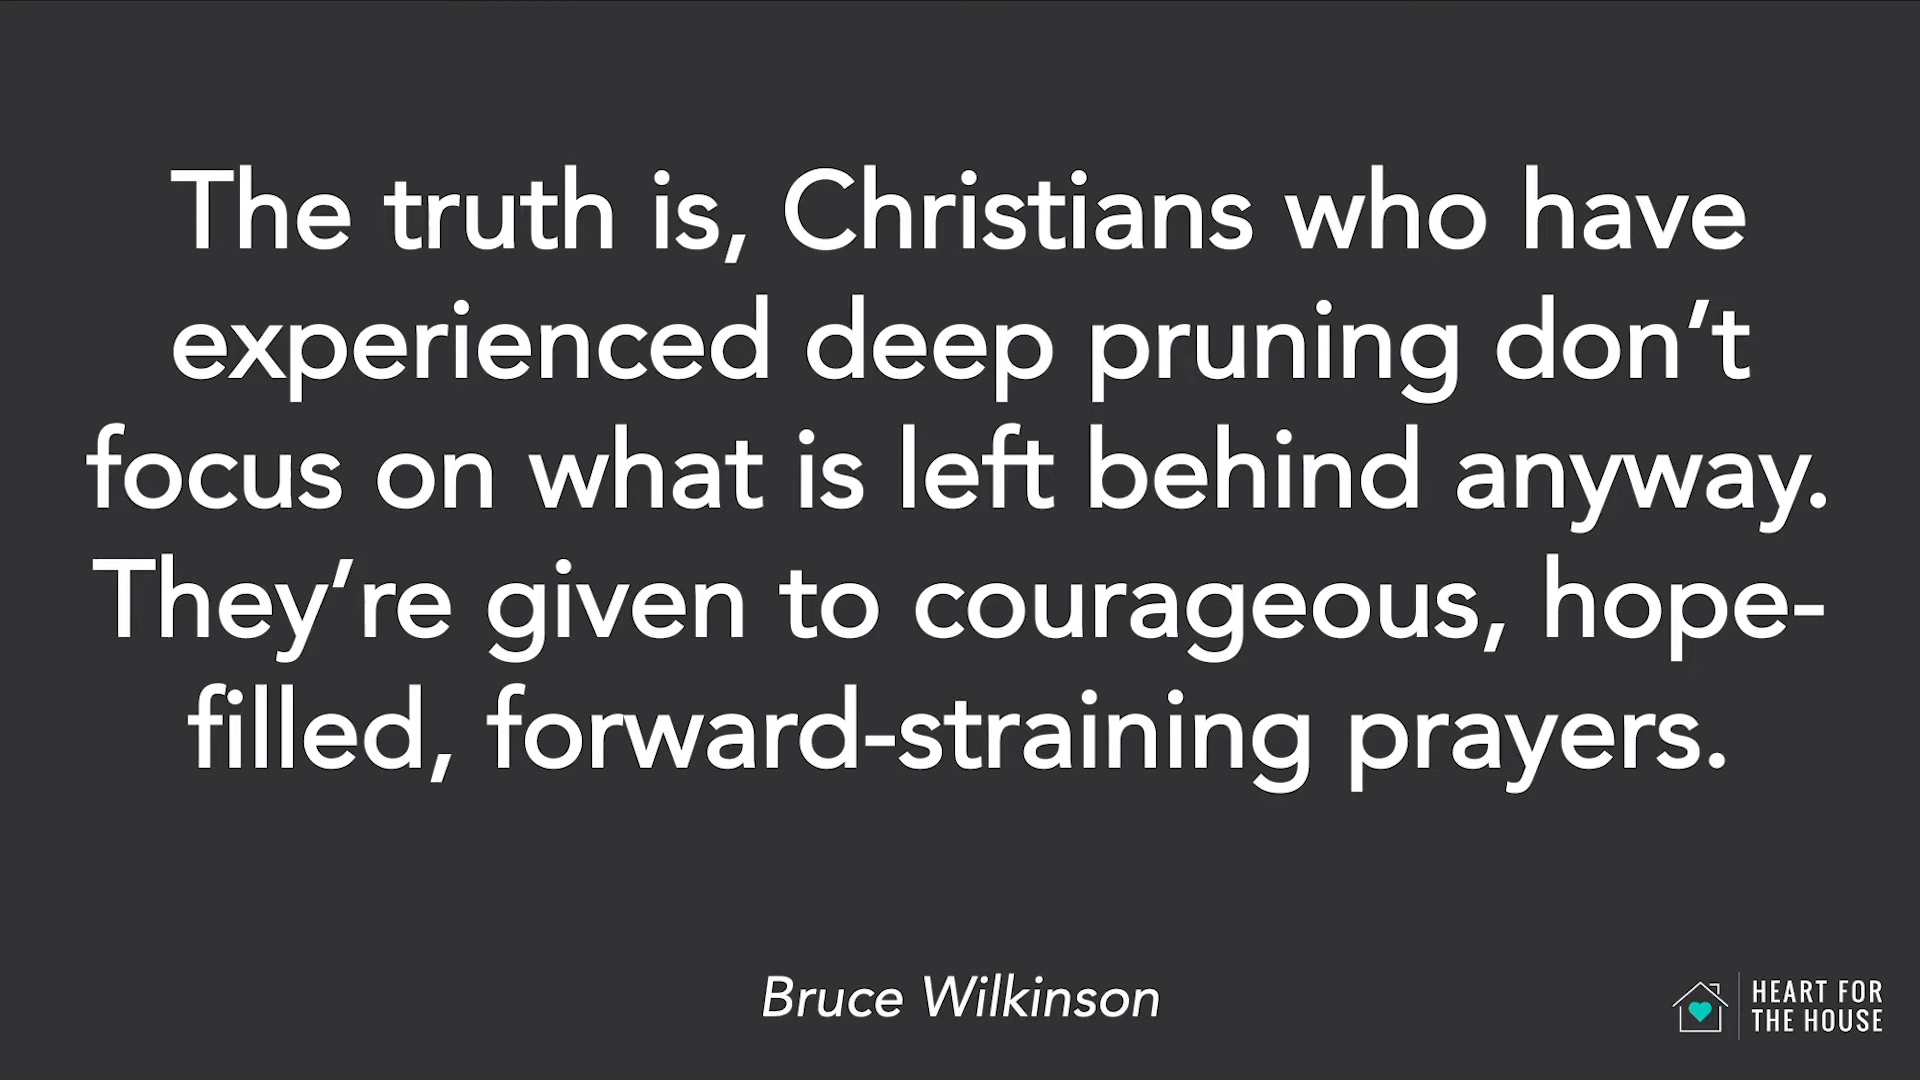 The truth is, Christians who have
experienced deep pruning don’t
focus on what is left behind anyway.
They’re given to courageous, hope-
filled, forward-straining prayers.
Bruce Wilkinson
HEART FOR
THE HOUSE